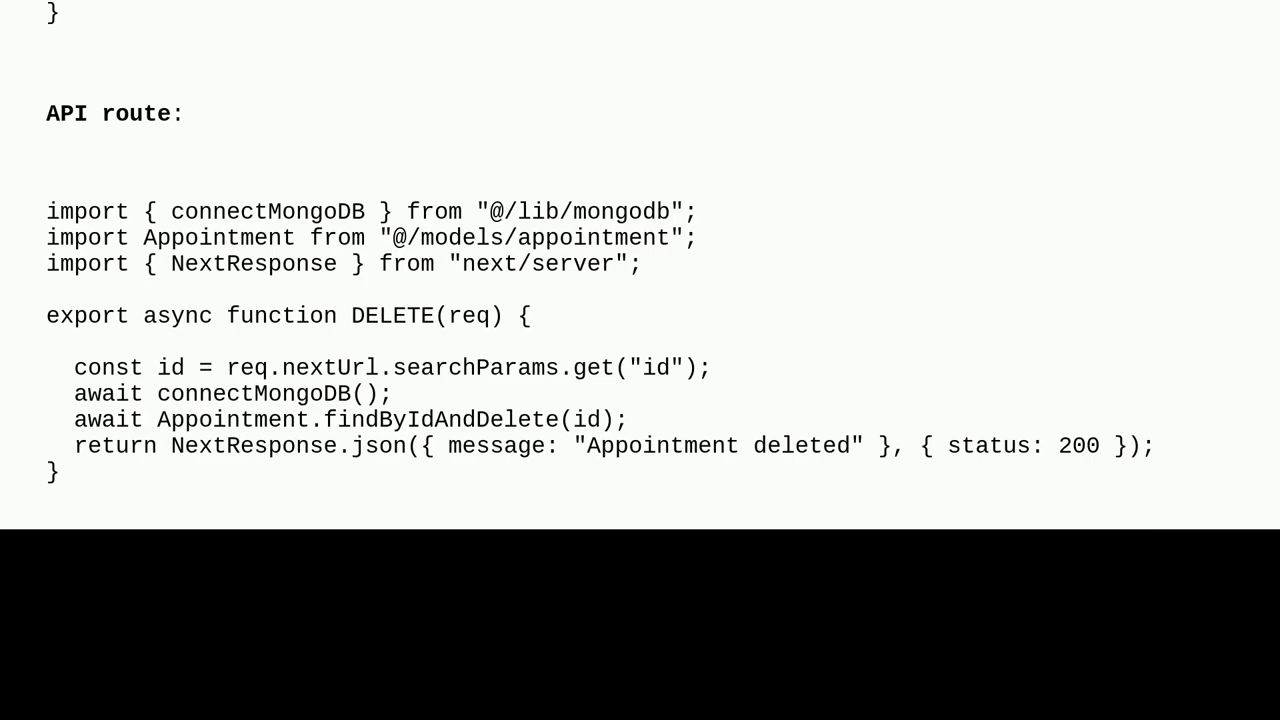 }
API route:
import { connectMongoDB } from "@/lib/mongodb";
import Appointment from "@/models/appointment";
import { NextResponse } from "next/server";
export async function DELETE(req) {
  const id = req.nextUrl.searchParams.get("id");
  await connectMongoDB();
  await Appointment.findByIdAndDelete(id);
  return NextResponse.json({ message: "Appointment deleted" }, { status: 200 });
}